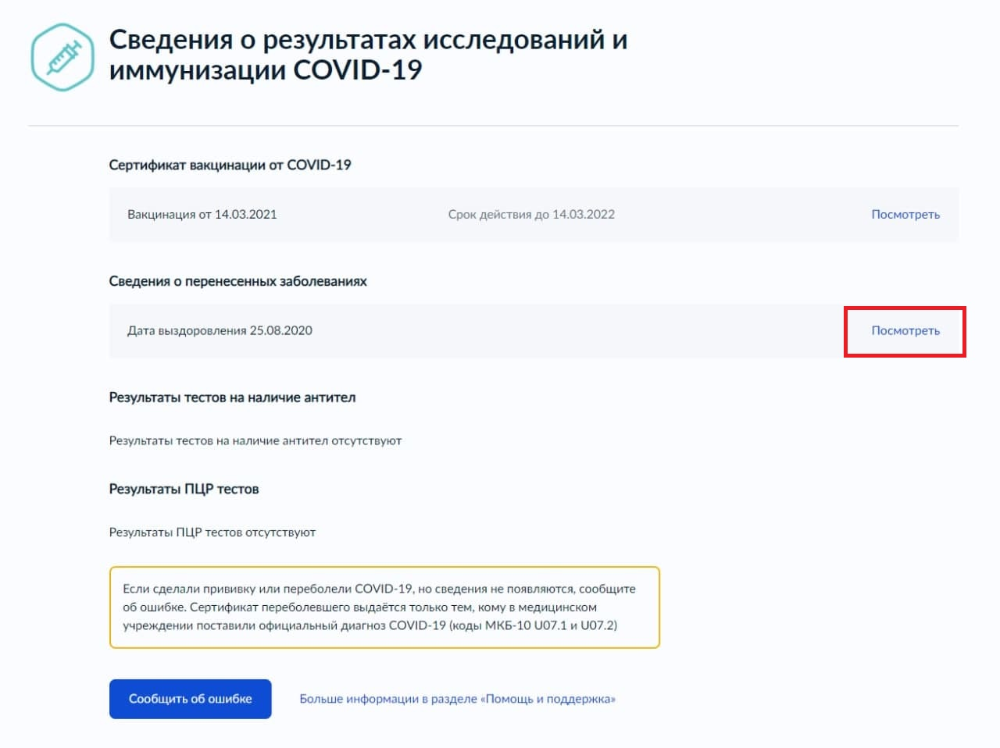 Сведения о результатах исследований и
иммунизации COVID-19
Сертификат вакцинации от COVID-19
Вакцинация от 14.03.2021 Срок действия до 14.03.2022 Посмотреть
Сведения о перенесенных заболеваниях
Дата выздоровления 25.08.2020 Посмотреть
Результаты тестов на наличие антител
Результаты тестов на наличие антител отсутствуют
Результаты ПЦР тестов
Результаты ПЦР тестов отсутствуют
Если сделали прививку или переболели COVID-19, но сведения не появляются, сообщите
об ошибке. Сертификат переболевшего выдаётся только тем, кому в медицинском
учреждении поставили официальный диагноз COVID-19 (коды МКБ-10 U07.1 и U07.2)
Сообщить об ошибке Больше информации в разделе «Помощь и поддержка»